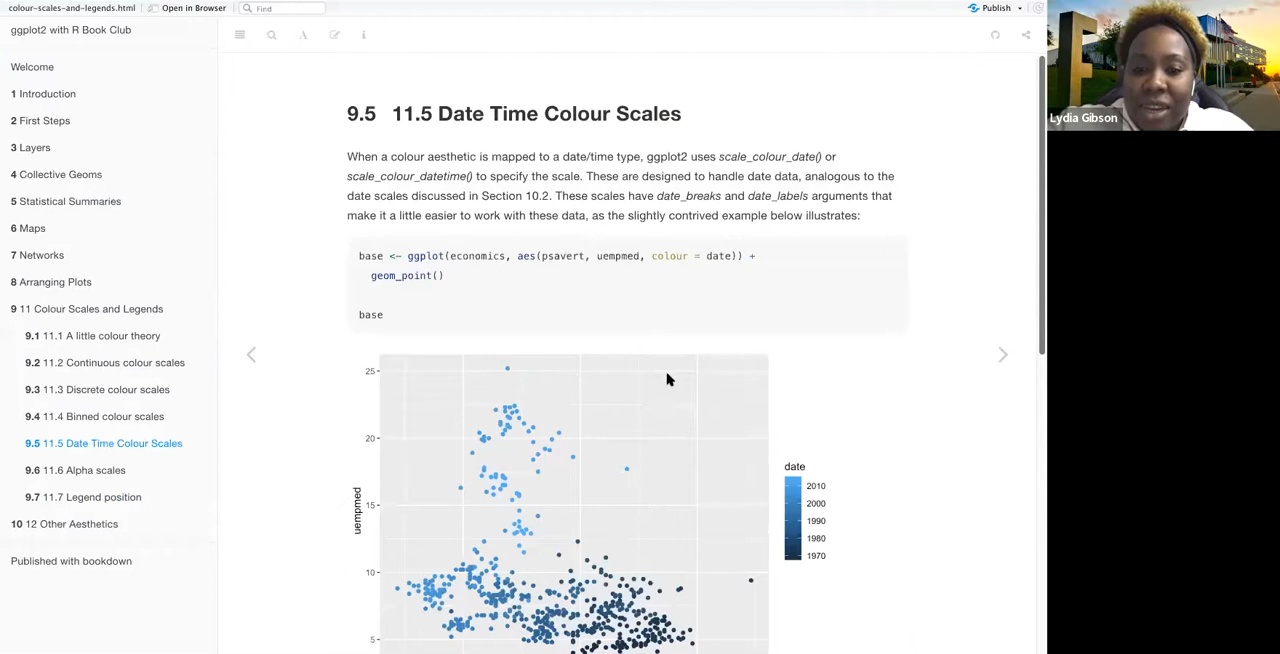 colour-scales-and-legends.html Open in Browser Find Publish
ggplot2 with R Book Club
Welcome
1 Introduction
2 First Steps
3 Layers
4 Collective Geoms
5 Statistical Summaries
6 Maps
7 Networks
8 Arranging Plots
9 11 Colour Scales and Legends
9.1 11.1 A little colour theory
9.2 11.2 Continuous colour scales
9.3 11.3 Discrete colour scales
9.4 11.4 Binned colour scales
9.5 11.5 Date Time Colour Scales
9.6 11.6 Alpha scales
9.7 11.7 Legend position
10 12 Other Aesthetics
Published with bookdown
9.5 11.5 Date Time Colour Scales
When a colour aesthetic is mapped to a date/time type, ggplot2 uses scale_colour_date() or
scale_colour_datetime() to specify the scale. These are designed to handle date data, analogous to the
date scales discussed in Section 10.2. These scales have date_breaks and date_labels arguments that
make it a little easier to work with these data, as the slightly contrived example below illustrates:
base <- ggplot(economics, aes(psavert, uempmed, colour = date)) +
geom_point()
base
25
20
15
10
5
uempmed
date
2010
2000
1990
1980
1970
Lydia Gibson